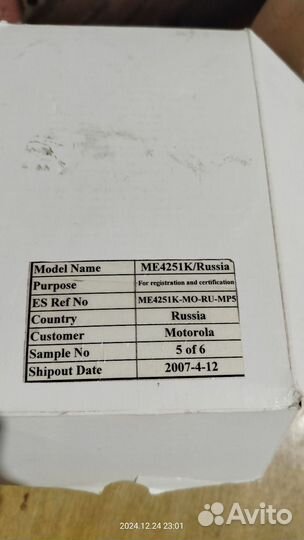 Model Name ME4251K/Russia
Purpose For registration and certification
ES Ref No ME4251K-MO-RU-MP5
Country Russia
Customer Motorola
Sample No 5 of 6
Shipout Date 2007-4-12
2024.12.24 23:01
Avito